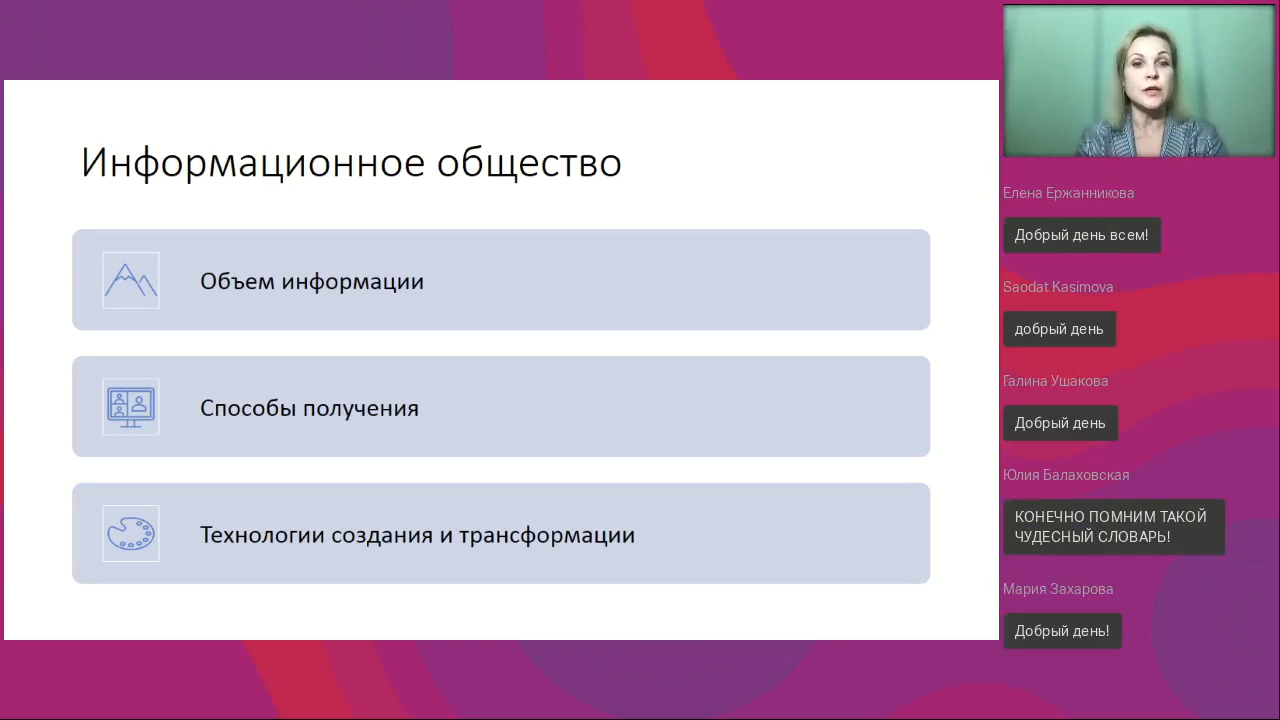 Информационное общество
Объем информации
Способы получения
Технологии создания и трансформации
Елена Ержанникова
Добрый день всем!
Saodat Kasimova
добрый день
Галина Ушакова
Добрый день
Юлия Балаховская
КОНЕЧНО ПОМНИМ ТАКОЙ
ЧУДЕСНЫЙ СЛОВАРЬ!
Мария Захарова
Добрый день!